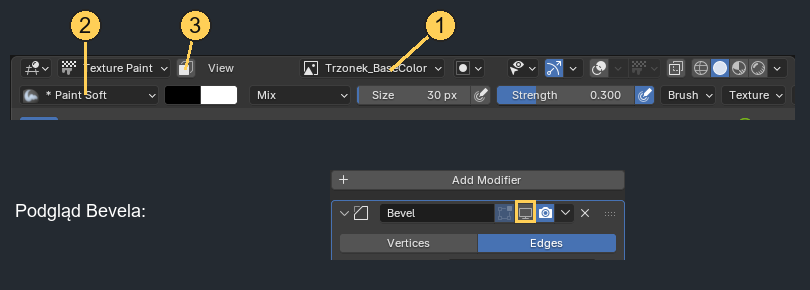 2 3 1
Texture Paint View Trzonek_BaseColor
* Paint Soft Mix Size 30 px Strength 0.300 Brush Texture
+ Add Modifier
Podgląd Bevela: Bevel
Vertices Edges